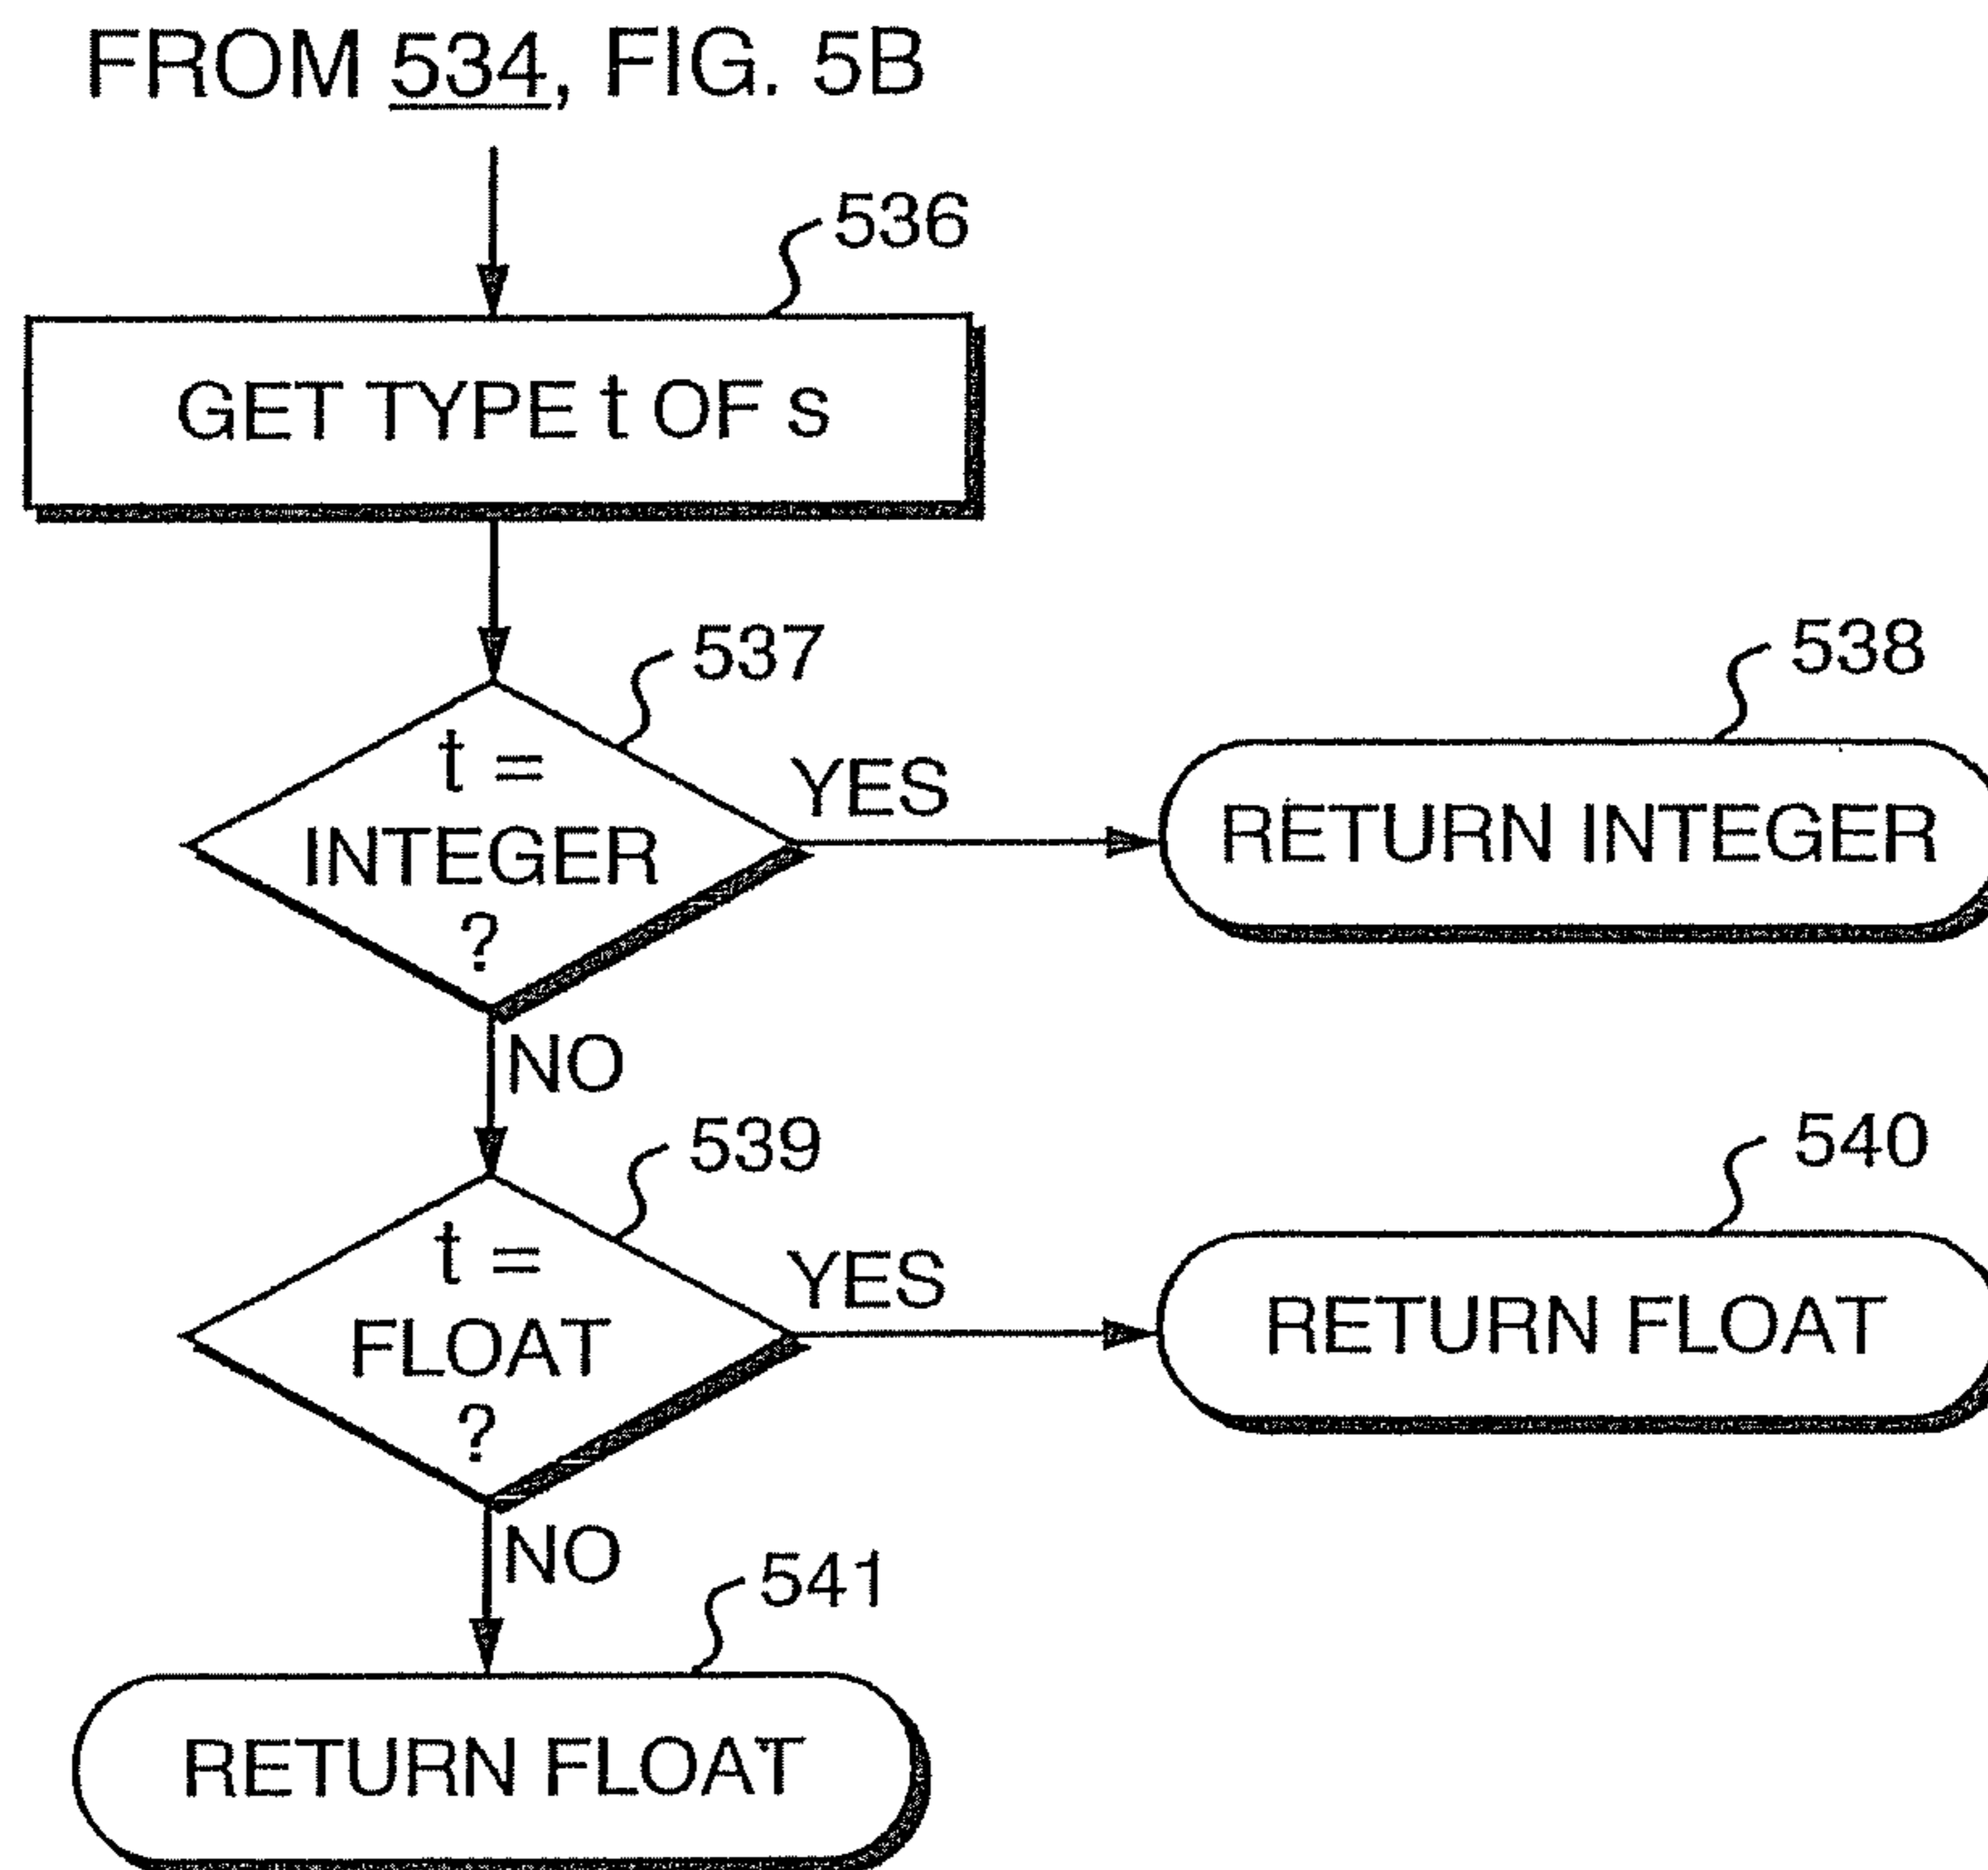 FROM 534, FIG. 5B
536
GET TYPE t OF s
537
t =
INTEGER
?
YES
538
RETURN INTEGER
NO
539
t =
FLOAT
?
YES
540
RETURN FLOAT
NO
541
RETURN FLOAT